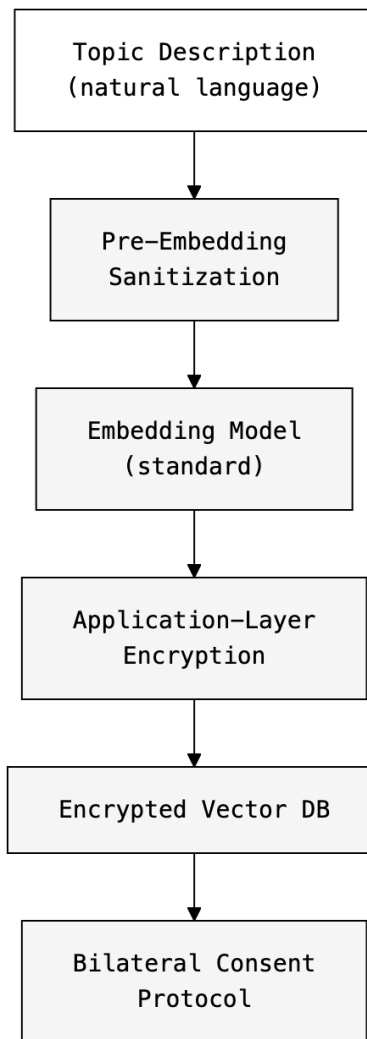 Topic Description
(natural language)
Pre-Embedding
Sanitization
Embedding Model
(standard)
Application-Layer
Encryption
Encrypted Vector DB
Bilateral Consent
Protocol